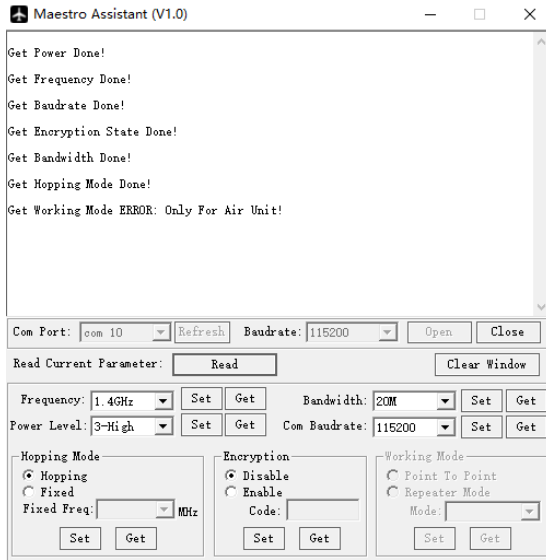 Maestro Assistant (V1.0)
Get Power Done!
Get Frequency Done!
Get Baudrate Done!
Get Encryption State Done!
Get Bandwidth Done!
Get Hopping Mode Done!
Get Working Mode ERROR: Only For Air Unit!
Com Port: com 10 Refresh Baudrate: 115200 Open Close
Read Current Parameter: Read Clear Window
Frequency: 1.4GHz Set Get Bandwidth: 20M Set Get
Power Level: 3-High Set Get Com Baudrate: 115200 Set Get
Hopping Mode Encryption Working Mode
Hopping Disable Point To Point
Fixed Enable Repeater Mode
Fixed Freq: MHz Code: Mode:
Set Get Set Get Set Get